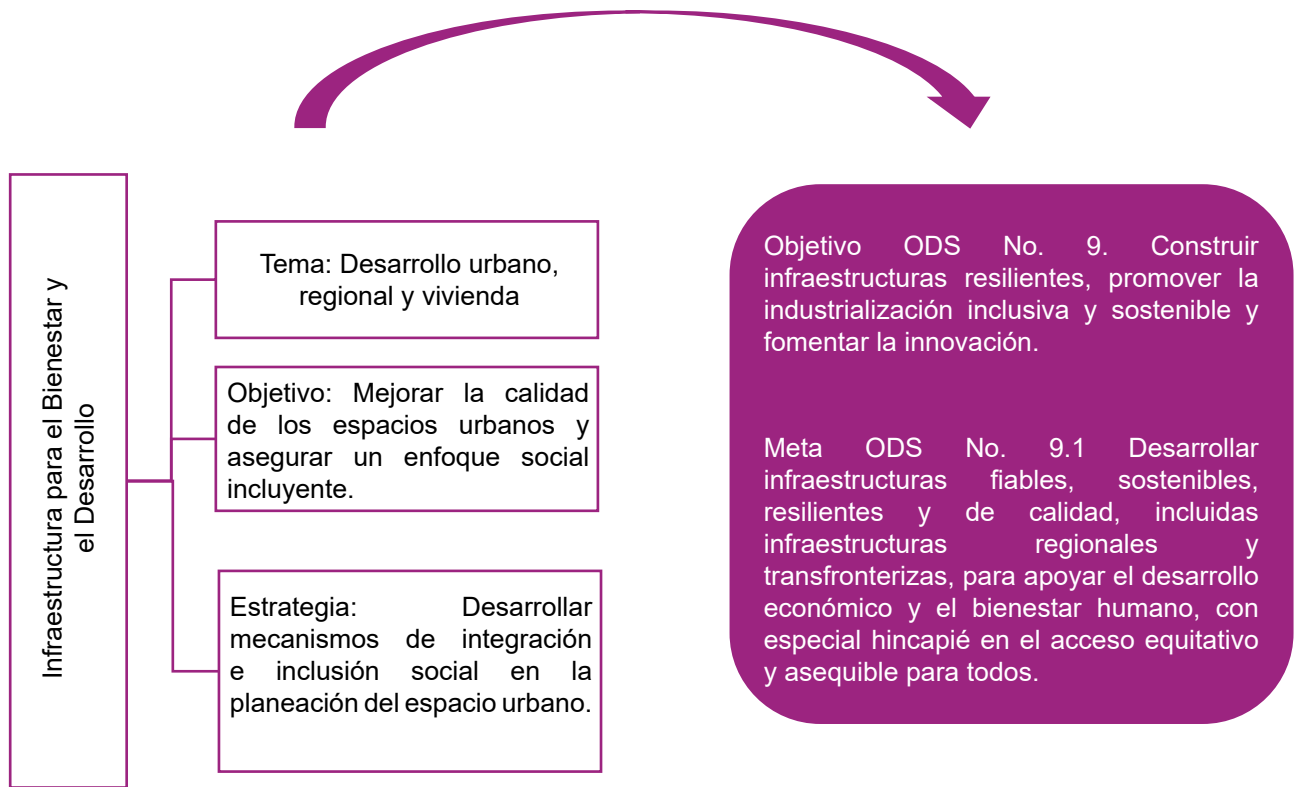 Infraestructura para el Bienestar y
el Desarrollo
Tema: Desarrollo urbano,
regional y vivienda
Objetivo: Mejorar la calidad
de los espacios urbanos y
asegurar un enfoque social
incluyente.
Estrategia: Desarrollar
mecanismos de integración
e inclusión social en la
planeación del espacio urbano.
Objetivo ODS No. 9. Construir
infraestructuras resilientes, promover la
industrialización inclusiva y sostenible y
fomentar la innovación.
Meta ODS No. 9.1 Desarrollar
infraestructuras fiables, sostenibles,
resilientes y de calidad, incluidas
infraestructuras regionales y
transfronterizas, para apoyar el desarrollo
económico y el bienestar humano, con
especial hincapié en el acceso equitativo
y asequible para todos.